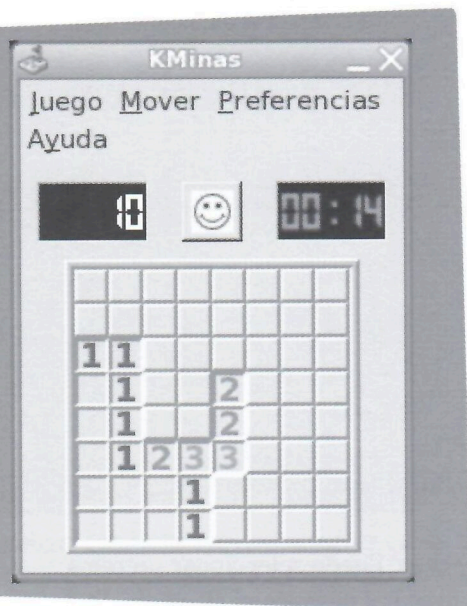 KMinas
Juego Mover Preferencias
Ayuda
10 00:14
1 1
1 2
1 2
1 2 3 3
1
1